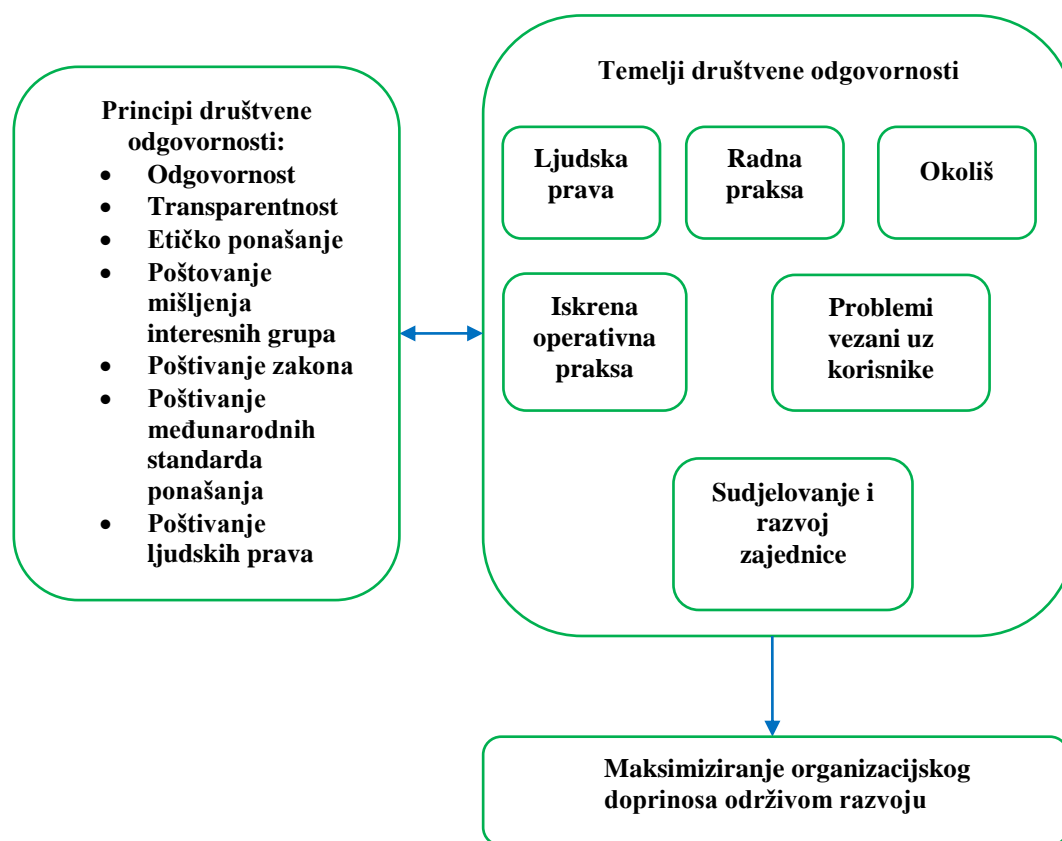 Principi društvene
odgovornosti:
• Odgovornost
• Transparentnost
• Etičko ponašanje
• Poštovanje
mišljenja
interesnih grupa
• Poštivanje zakona
• Poštivanje
međunarodnih
standarda
ponašanja
• Poštivanje
ljudskih prava
Temelji društvene odgovornosti
Ljudska
prava
Radna
praksa
Okoliš
Iskrena
operativna
praksa
Problemi
vezani uz
korisnike
Sudjelovanje i
razvoj
zajednice
Maksimiziranje organizacijskog
doprinosa održivom razvoju